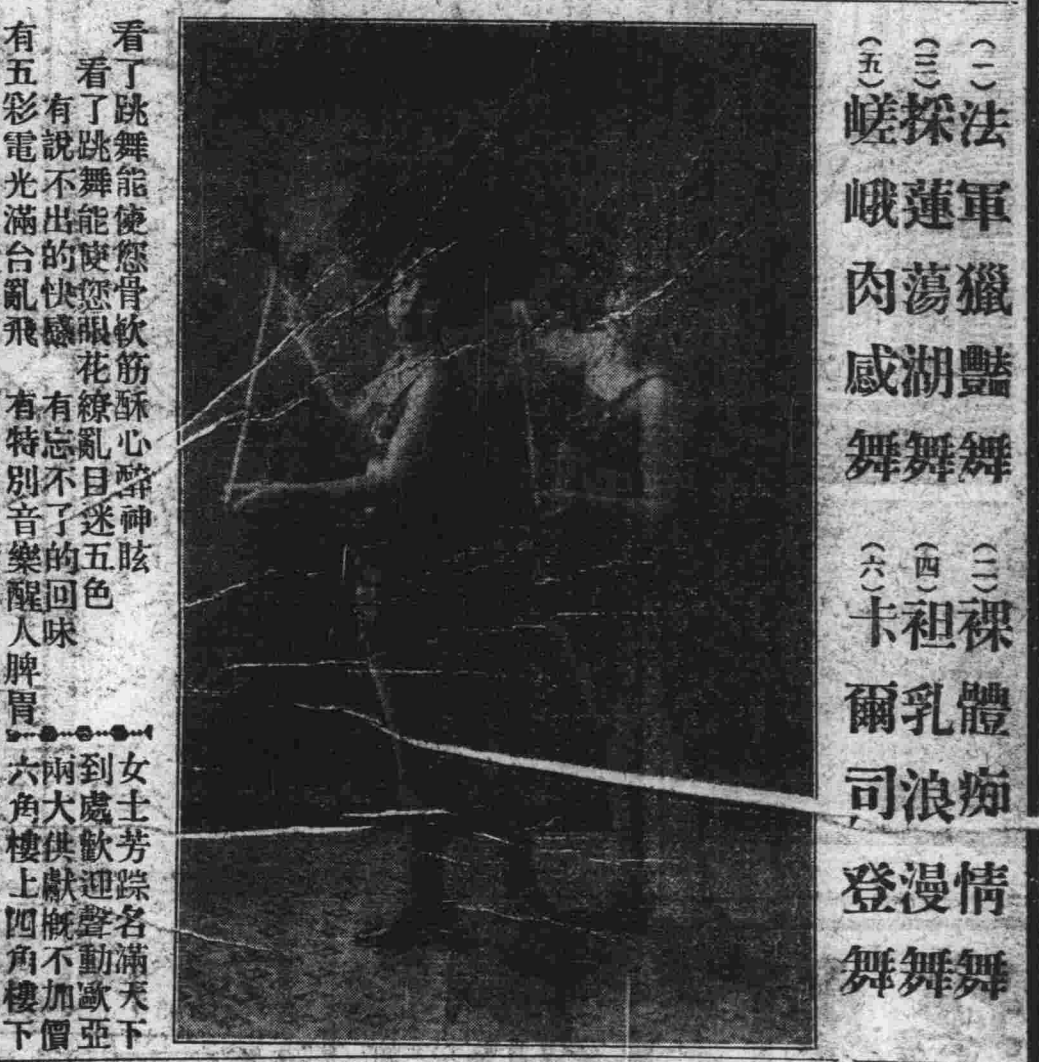 (一)法軍獵艷舞
(二)裸體痴情舞
(三)採蓮蕩湖舞
(四)袒乳浪漫舞
(五)嵯峨肉感舞
(六)卡爾司登舞
看了跳舞能使您骨軟筋酥心醉神眩
看了跳舞能使您眼花繚亂目迷五色
有說不出的快感 有忘不了的回味
有五彩電光滿台亂飛 有特別音樂醒人脾胃
女士芳踪名滿天下
到處歡迎聲動歐亞
兩大供獻概不加價
六角樓上四角樓下